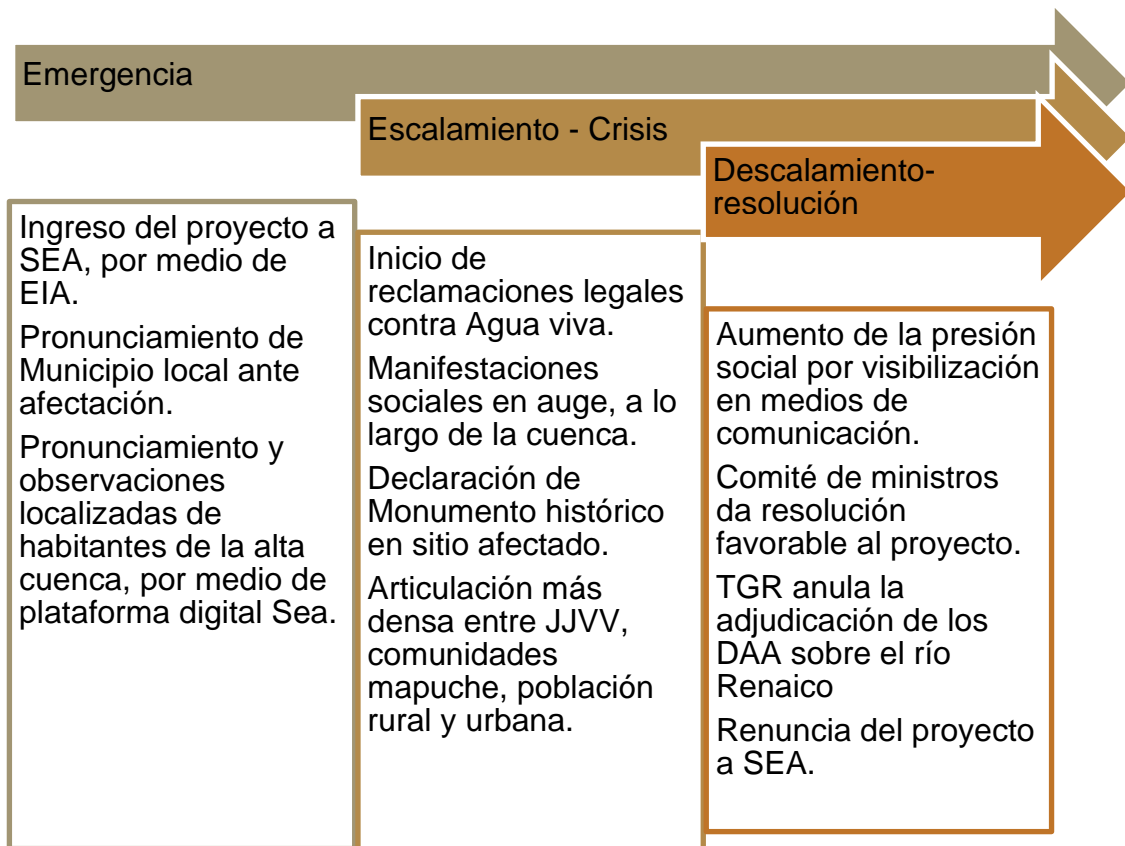 Emergencia
Escalamiento - Crisis
Descalamiento-
resolución
Ingreso del proyecto a
SEA, por medio de
EIA.
Pronunciamiento de
Municipio local ante
afectación.
Pronunciamiento y
observaciones
localizadas de
habitantes de la alta
cuenca, por medio de
plataforma digital Sea.
Inicio de
reclamaciones legales
contra Agua viva.
Manifestaciones
sociales en auge, a lo
largo de la cuenca.
Declaración de
Monumento histórico
en sitio afectado.
Articulación más
densa entre JJVV,
comunidades
mapuche, población
rural y urbana.
Aumento de la presión
social por visibilización
en medios de
comunicación.
Comité de ministros
da resolución
favorable al proyecto.
TGR anula la
adjudicación de los
DAA sobre el río
Renaico
Renuncia del proyecto
a SEA.